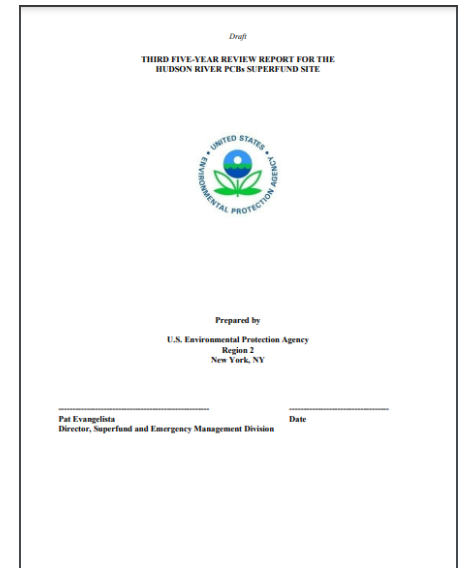 Draft
THIRD FIVE-YEAR REVIEW REPORT FOR THE
HUDSON RIVER PCBs SUPERFUND SITE
UNITED STATES
ENVIRONMENTAL PROTECTION AGENCY
Prepared by
U.S. Environmental Protection Agency
Region 2
New York, NY
Pat Evangelista
Date
Director, Superfund and Emergency Management Division